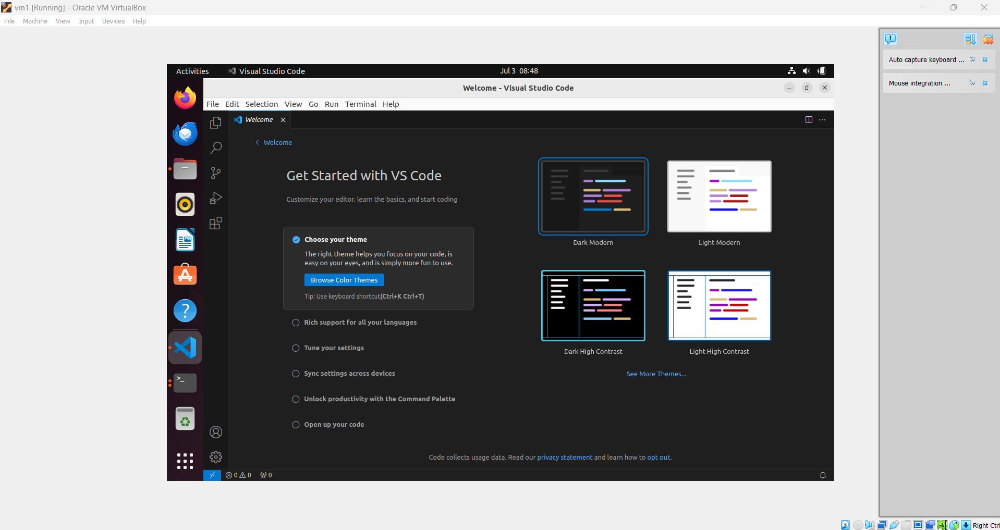 vm1 [Running] - Oracle VM VirtualBox
File Machine View Input Devices Help
Auto capture keyboard ...
Mouse integration ...
Activities Visual Studio Code Jul 3 08:48
Welcome - Visual Studio Code
File Edit Selection View Go Run Terminal Help
Welcome
Welcome
Get Started with VS Code
Customize your editor, learn the basics, and start coding
Choose your theme
The right theme helps you focus on your code, is
easy on your eyes, and is simply more fun to use.
Browse Color Themes
Tip: Use keyboard shortcut(Ctrl+K Ctrl+T)
Rich support for all your languages
Tune your settings
Sync settings across devices
Unlock productivity with the Command Palette
Open up your code
Dark Modern
Light Modern
Dark High Contrast
Light High Contrast
See More Themes...
Code collects usage data. Read our privacy statement and learn how to opt out.
0 0 0
Right Ctrl